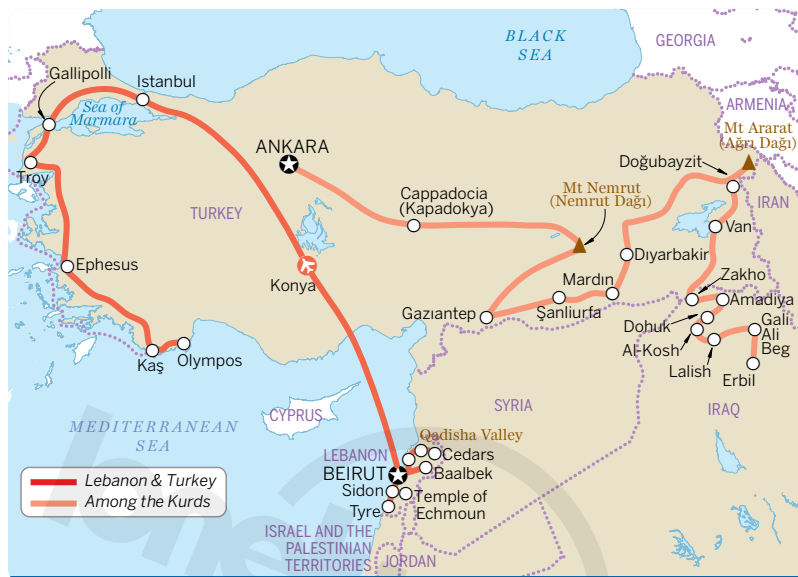 BLACK
SEA
GEORGIA
Gallipolli
Istanbul
Sea of
Marmara
ARMENIA
Mt Ararat
(Ağrı Dağı)
ANKARA
Doğubayzit
Troy
Cappadocia
(Kapadokya)
Mt Nemrut
(Nemrut Dağı)
IRAN
TURKEY
Van
Dıyarbakir
Ephesus
Konya
Mardın
Zakho
Gazıantep
Şanliurfa
Amadiya
Dohuk
Gali
Ali
Beg
Al-Kosh
Kaş
Olympos
Lalish
Erbil
CYPRUS
SYRIA
IRAQ
MEDITERRANEAN
SEA
Qadisha Valley
LEBANON
Cedars
BEIRUT
Baalbek
Lebanon & Turkey
Among the Kurds
Sidon
Temple of
Echmoun
Tyre
ISRAEL AND THE
PALESTINIAN
TERRITORIES
JORDAN
lone